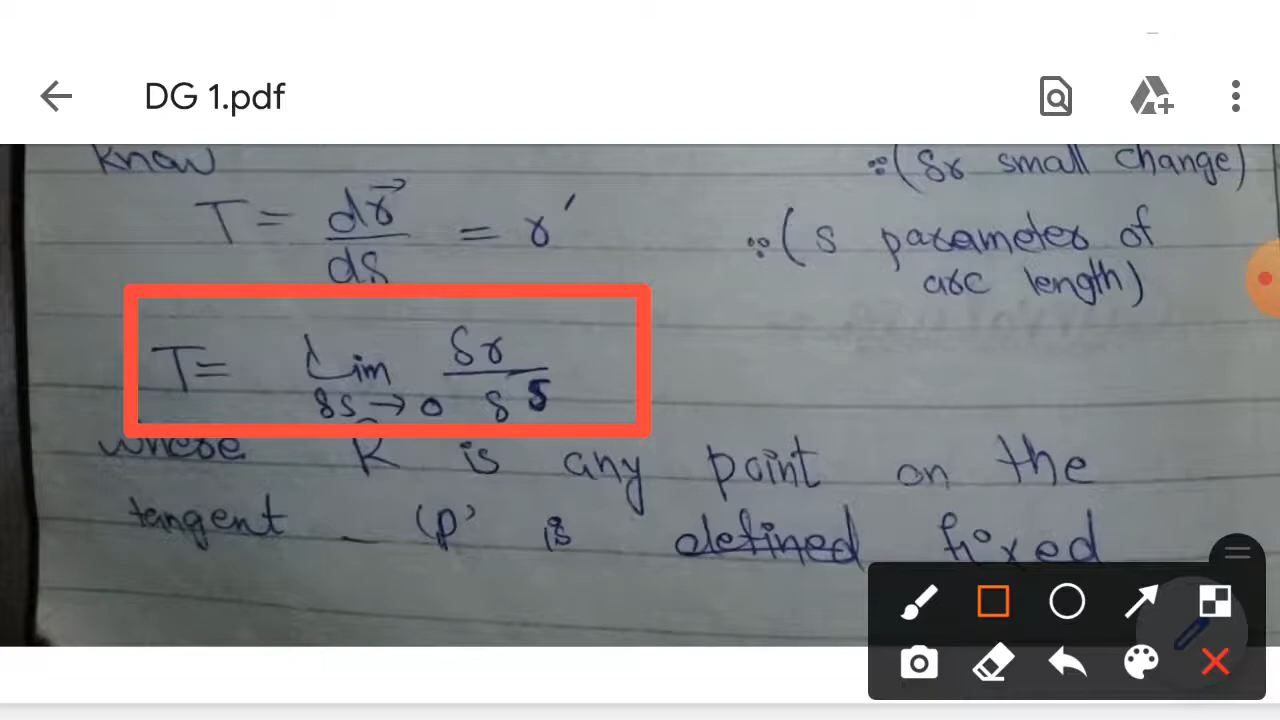 DG 1.pdf
know
∵(δr small change)
T = dr⃗/ds = r′
∵(s parameter of
arc length)
T = Lim δs→0 δr/δs
where R is any point on the
tangent - 'p' is defined fixed